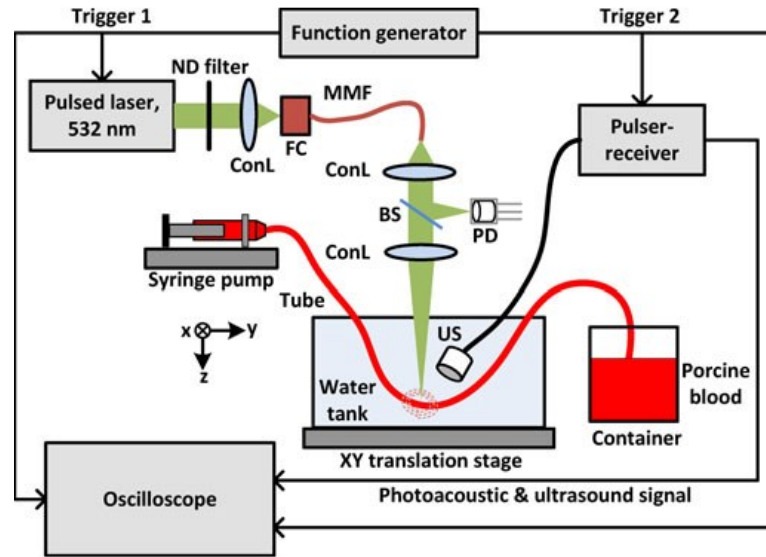 Trigger 1
Function generator
Trigger 2
ND filter
Pulsed laser,
532 nm
ConL
FC
MMF
Pulser-
receiver
ConL
BS
PD
ConL
Syringe pump
Tube
x
y
z
US
Water
tank
Porcine
blood
Container
XY translation stage
Oscilloscope
Photoacoustic & ultrasound signal